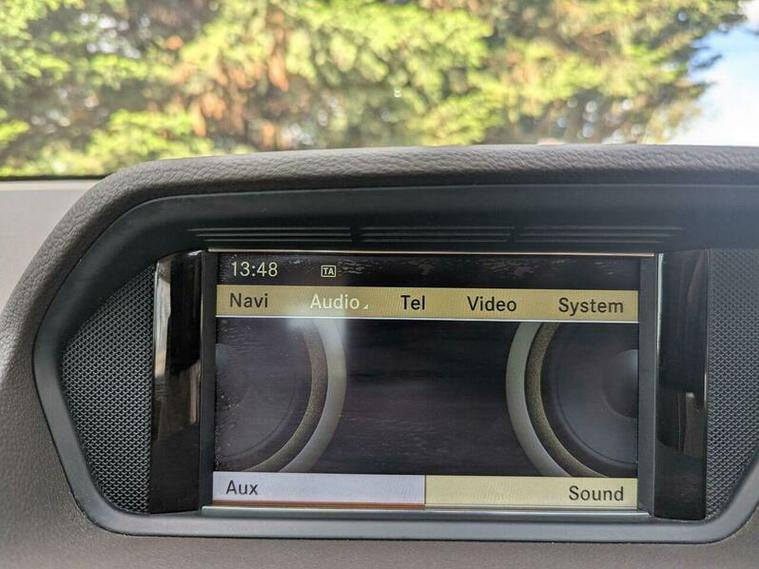 13:48 TA
Navi Audio Tel Video System
Aux Sound